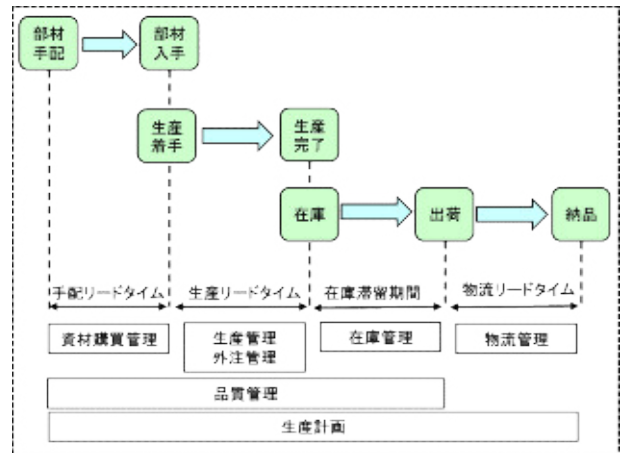 部材
手配
部材
入手
生産
着手
生産
完了
在庫
出荷
納品
手配リードタイム
生産リードタイム
在庫滞留期間
物流リードタイム
資材購買管理
生産管理
外注管理
在庫管理
物流管理
品質管理
生産計画